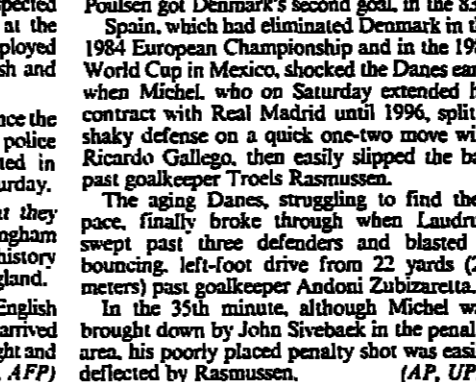 pected
at the
ployed
sh and
nce the
police
ted in
urday.
at they
ngham
history
gland.
English
arrived
ght and
, AFP)
Poulsen got Denmark's second goal, in the 83
Spain, which had eliminated Denmark in t
1984 European Championship and in the 19
World Cup in Mexico, shocked the Danes ear
when Michel, who on Saturday extended h
contract with Real Madrid until 1996, split
shaky defense on a quick one-two move wi
Ricardo Gallego, then easily slipped the ba
past goalkeeper Troels Rasmussen.
The aging Danes, struggling to find the
pace, finally broke through when Laudru
swept past three defenders and blasted
bouncing, left-foot drive from 22 yards (2
meters) past goalkeeper Andoni Zubizaretta.
In the 35th minute, although Michel w
brought down by John Sivebaek in the penal
area, his poorly placed penalty shot was easi
deflected by Rasmussen. (AP, UP